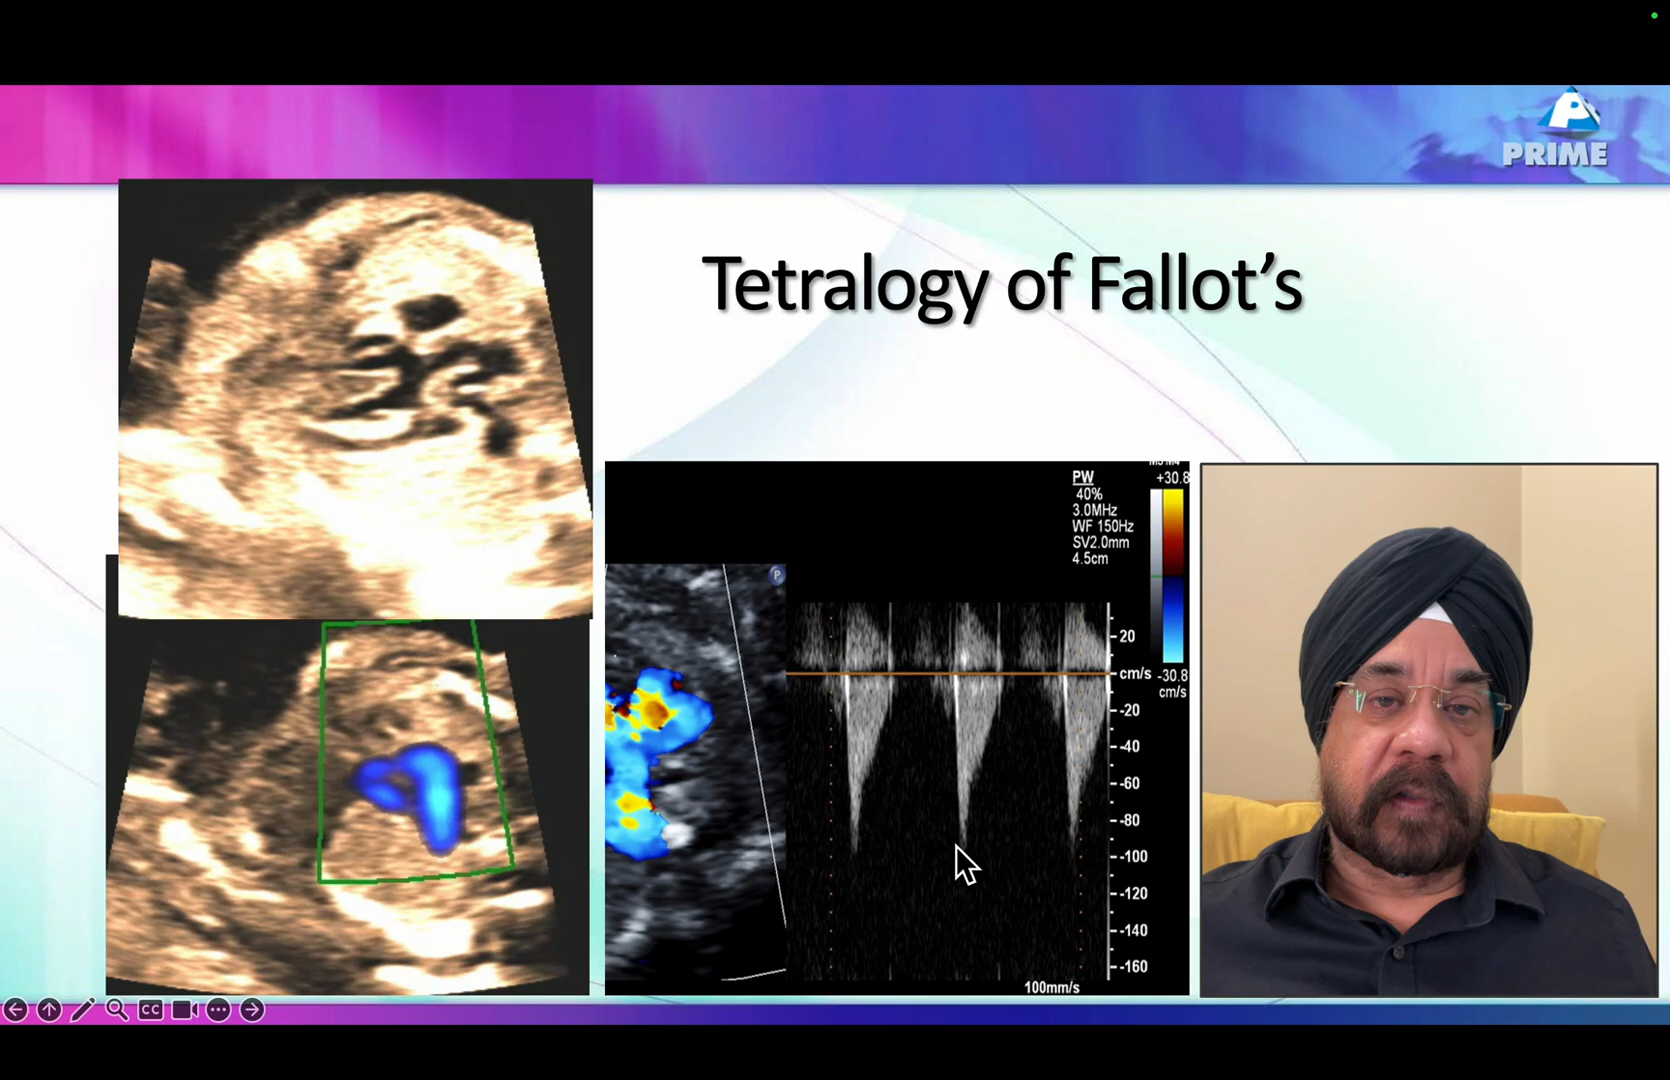 PRIME
Tetralogy of Fallot's
PW
40%
3.0MHz
WF 150Hz
SV2.0mm
4.5cm
+30.8
-30.8
cm/s
P
20
cm/s
-20
-40
-60
-80
-100
-120
-140
-160
100mm/s
CC